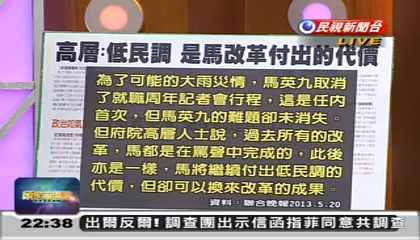 民視新聞台
LIVE
高層:低民調 是馬改革付出的代價
為了可能的大雨災情，馬英九取消
了就職周年記者會行程，這是任內
首次，但馬英九的難題卻未消失。
但府院高層人士說，過去所有的改
革，馬都是在罵聲中完成的，此後
亦是一樣，馬將繼續付出低民調的
代價，但卻可以換來改革的成果。
資料：聯合晚報2013.5.20
政治如氣
22:38 出爾反爾! 調查團出示信函指菲同意共調查